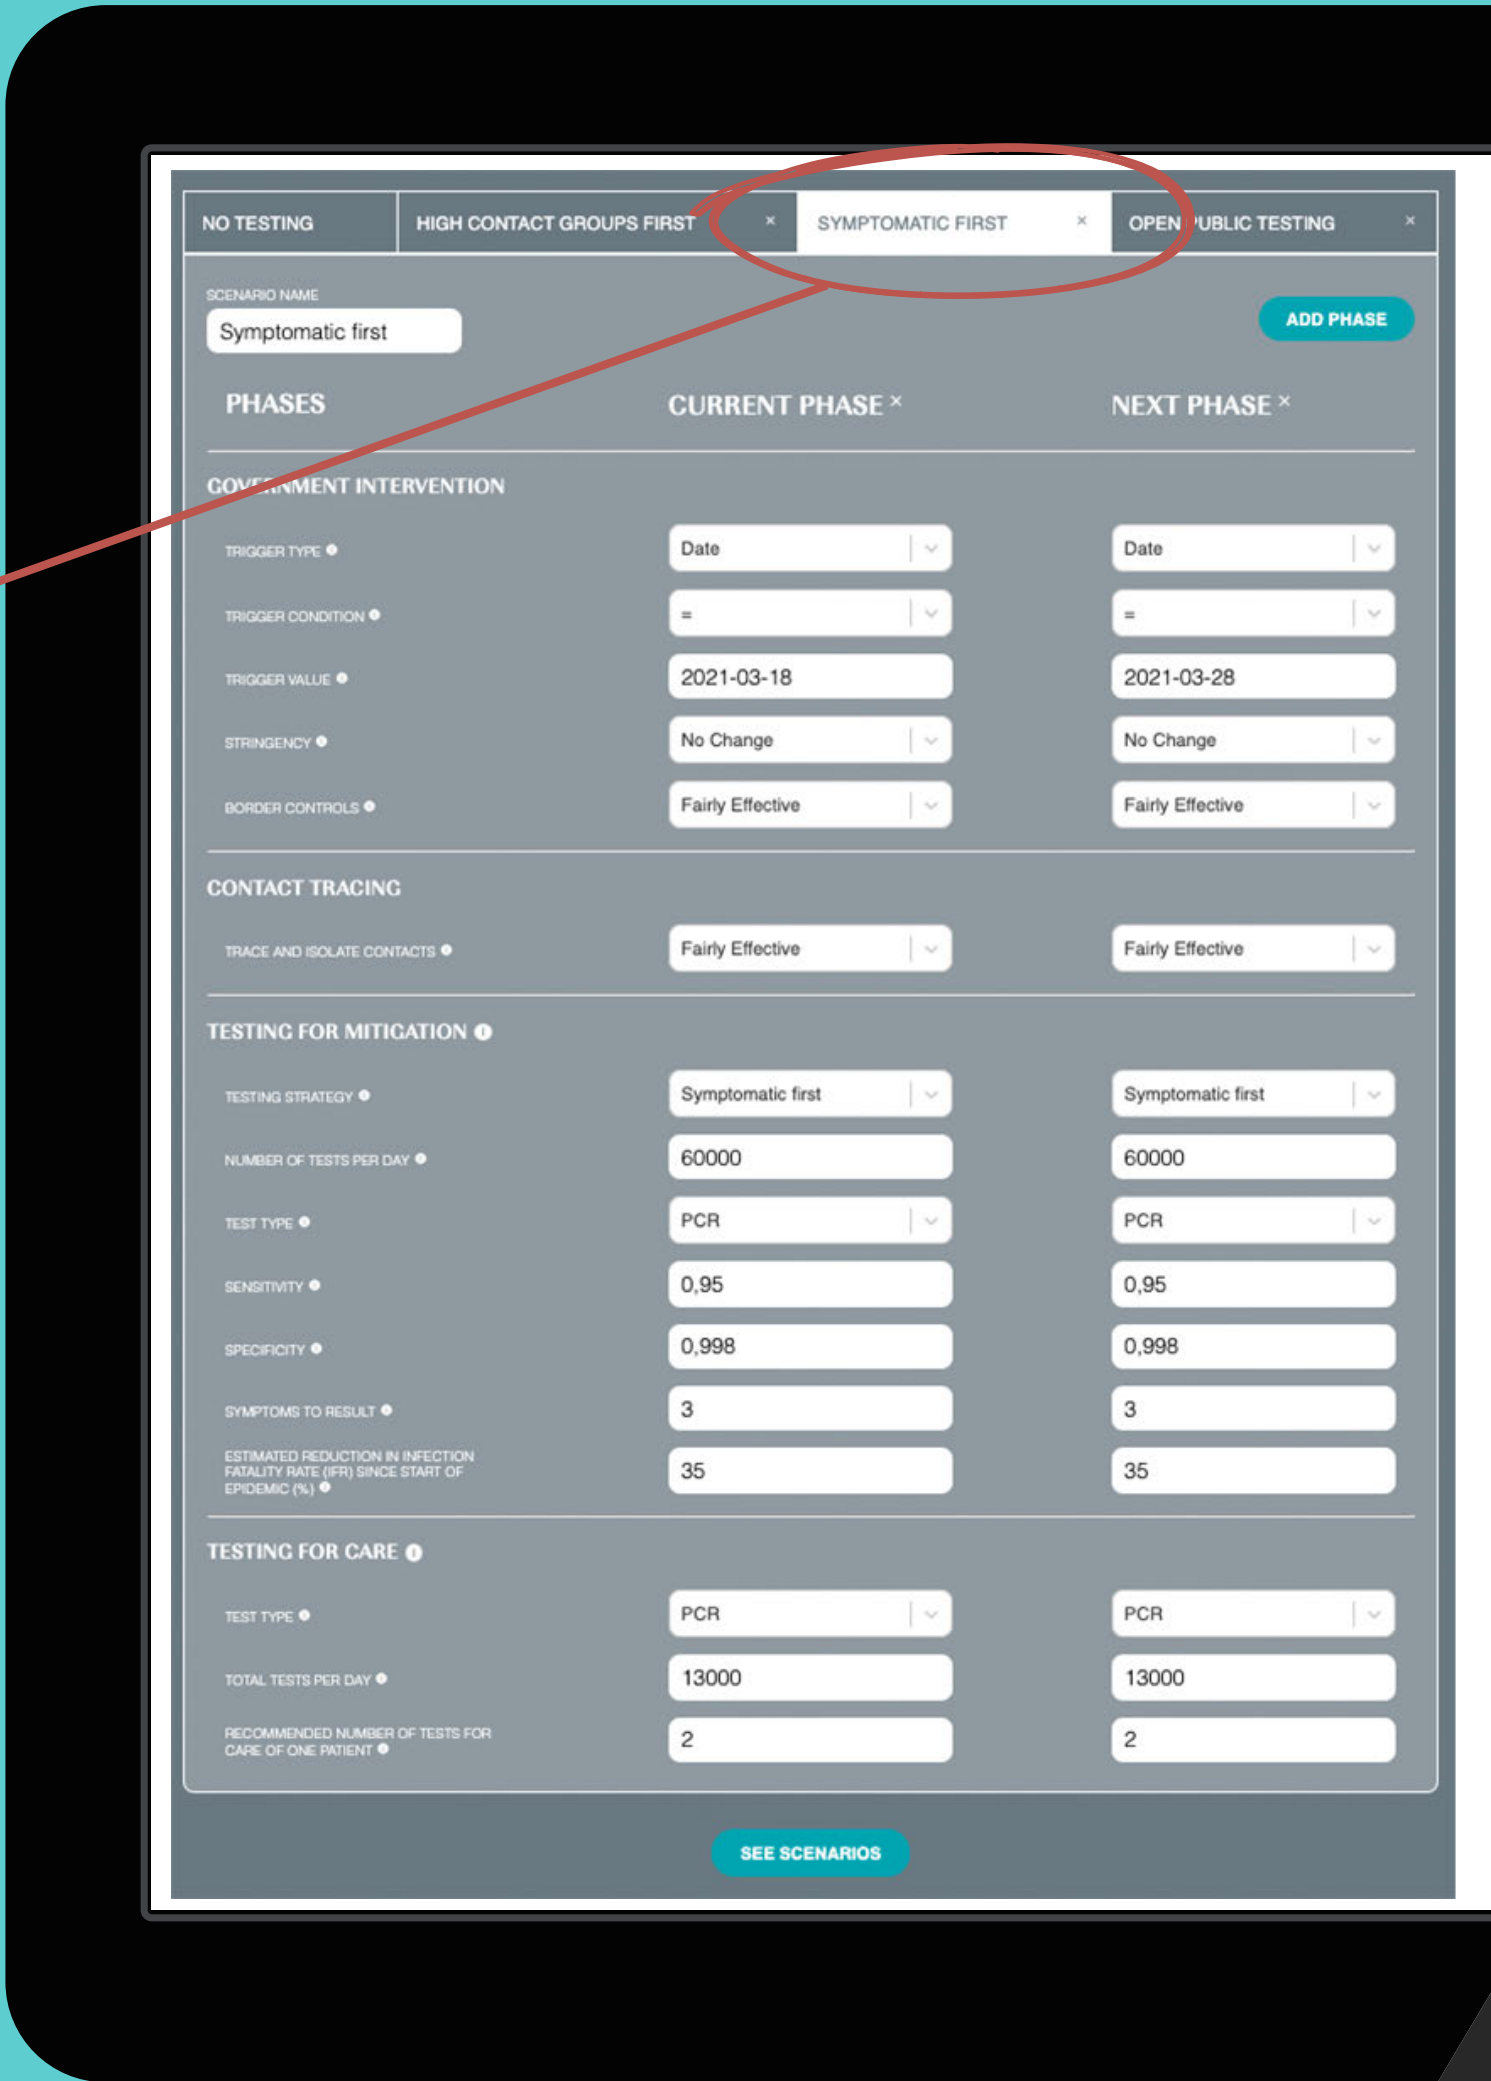 NO TESTING
HIGH CONTACT GROUPS FIRST ×
SYMPTOMATIC FIRST ×
OPEN PUBLIC TESTING ×
SCENARIO NAME
Symptomatic first
ADD PHASE
PHASES CURRENT PHASE × NEXT PHASE ×
GOVERNMENT INTERVENTION
TRIGGER TYPE Date Date
TRIGGER CONDITION = =
TRIGGER VALUE 2021-03-18 2021-03-28
STRINGENCY No Change No Change
BORDER CONTROLS Fairly Effective Fairly Effective
CONTACT TRACING
TRACE AND ISOLATE CONTACTS Fairly Effective Fairly Effective
TESTING FOR MITIGATION
TESTING STRATEGY Symptomatic first Symptomatic first
NUMBER OF TESTS PER DAY 60000 60000
TEST TYPE PCR PCR
SENSITIVITY 0,95 0,95
SPECIFICITY 0,998 0,998
SYMPTOMS TO RESULT 3 3
ESTIMATED REDUCTION IN INFECTION
FATALITY RATE (IFR) SINCE START OF
EPIDEMIC (%) 35 35
TESTING FOR CARE
TEST TYPE PCR PCR
TOTAL TESTS PER DAY 13000 13000
RECOMMENDED NUMBER OF TESTS FOR
CARE OF ONE PATIENT 2 2
SEE SCENARIOS